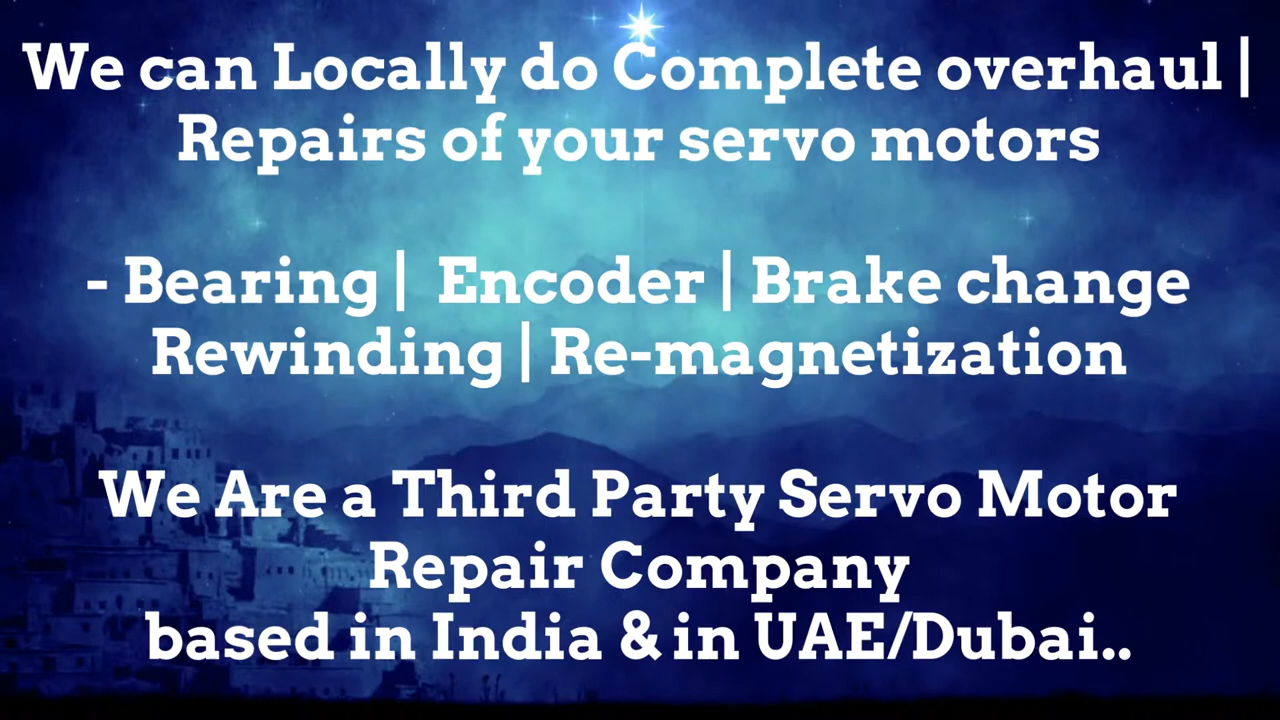 We can Locally do Complete overhaul |
Repairs of your servo motors
- Bearing | Encoder | Brake change
Rewinding | Re-magnetization
We Are a Third Party Servo Motor
Repair Company
based in India & in UAE/Dubai..